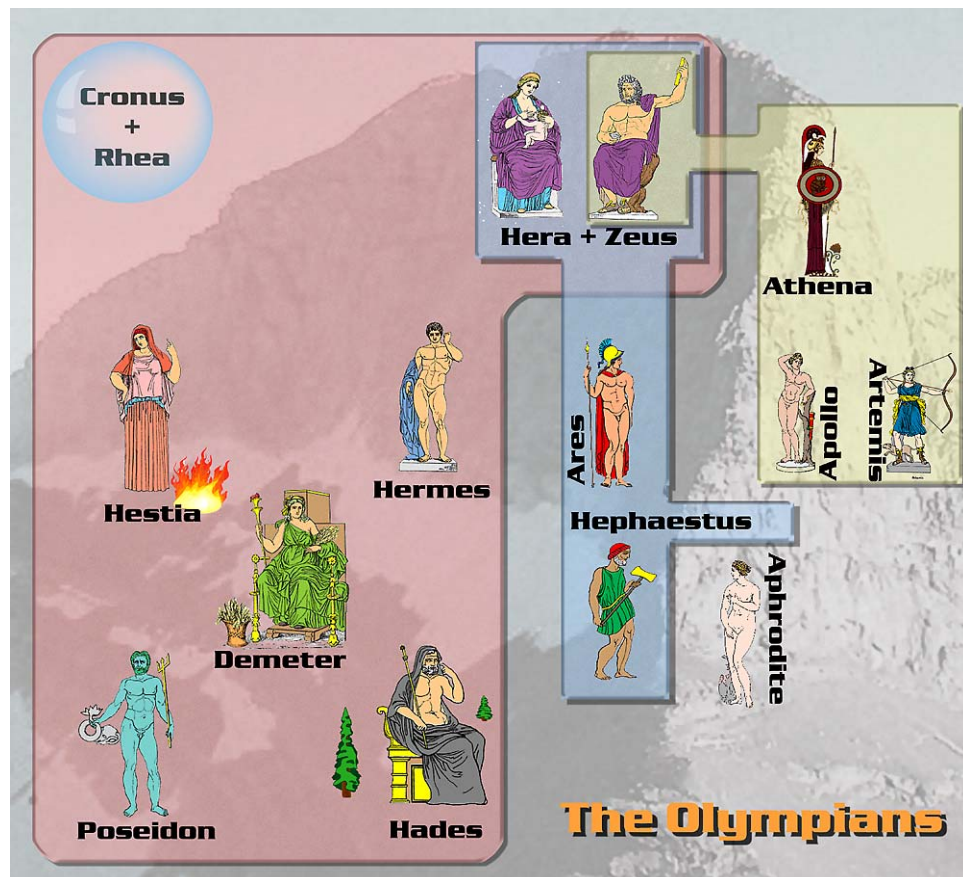 Cronus
+
Rhea
Hera + Zeus
Athena
Ares
Apollo
Artemis
Hestia
Hermes
Hephaestus
Aphrodite
Demeter
Poseidon
Hades
The Olympians